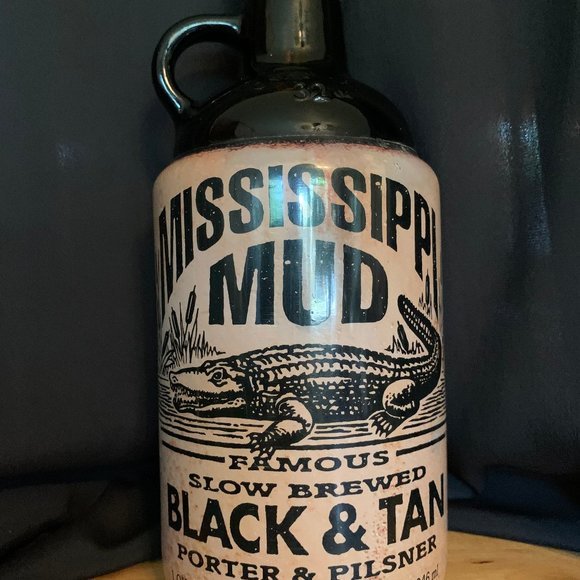 32
MISSISSIPPI
MUD
FAMOUS
SLOW BREWED
BLACK & TAN
PORTER & PILSNER